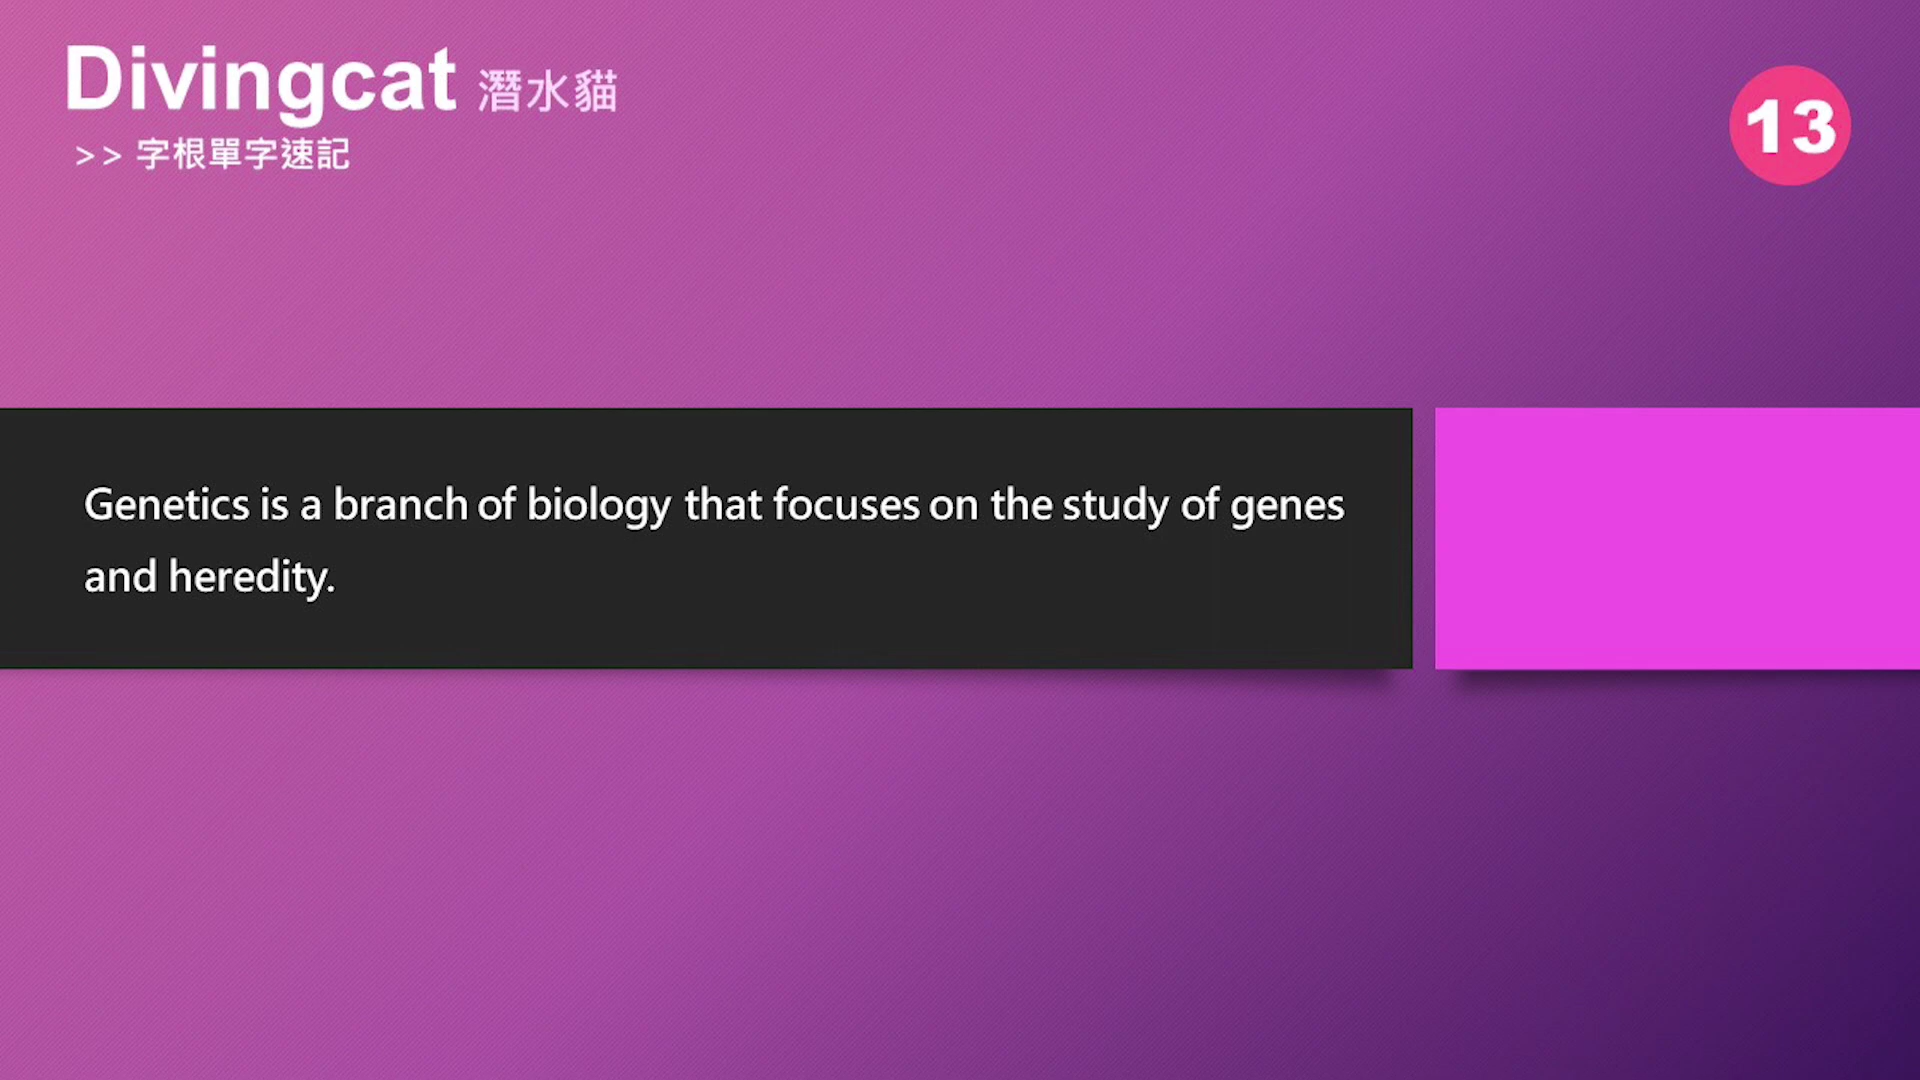 Divingcat 潛水貓
>> 字根單字速記
13
Genetics is a branch of biology that focuses on the study of genes
and heredity.